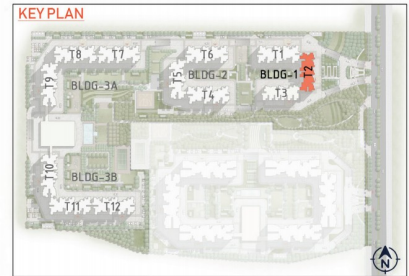 KEY PLAN
T8 T7 T6 T1
T9 BLDG-3A T5 BLDG-2 BLDG-1 T2
T4 T3
T10 BLDG-3B
T11 T12
N